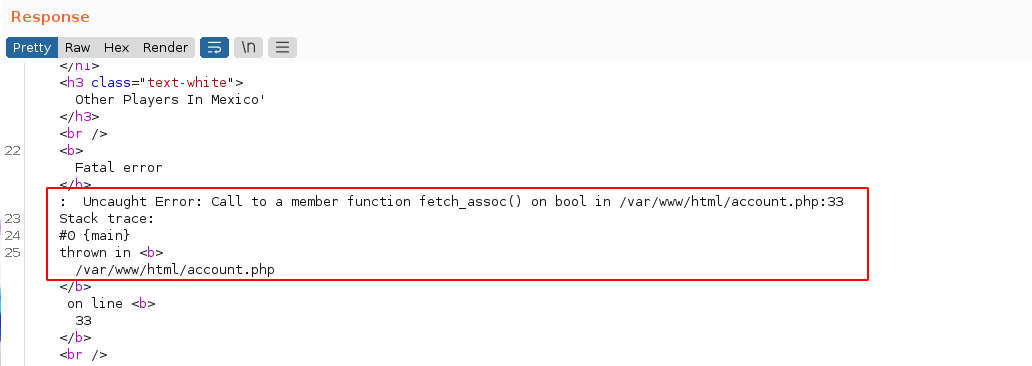 Response
Pretty Raw Hex Render \n
</h1>
<h3 class="text-white">
Other Players In Mexico'
</h3>
<br />
22 <b>
Fatal error
</b>
:  Uncaught Error: Call to a member function fetch_assoc() on bool in /var/www/html/account.php:33
23 Stack trace:
24 #0 {main}
25 thrown in <b>
/var/www/html/account.php
</b>
on line <b>
33
</b>
<br />